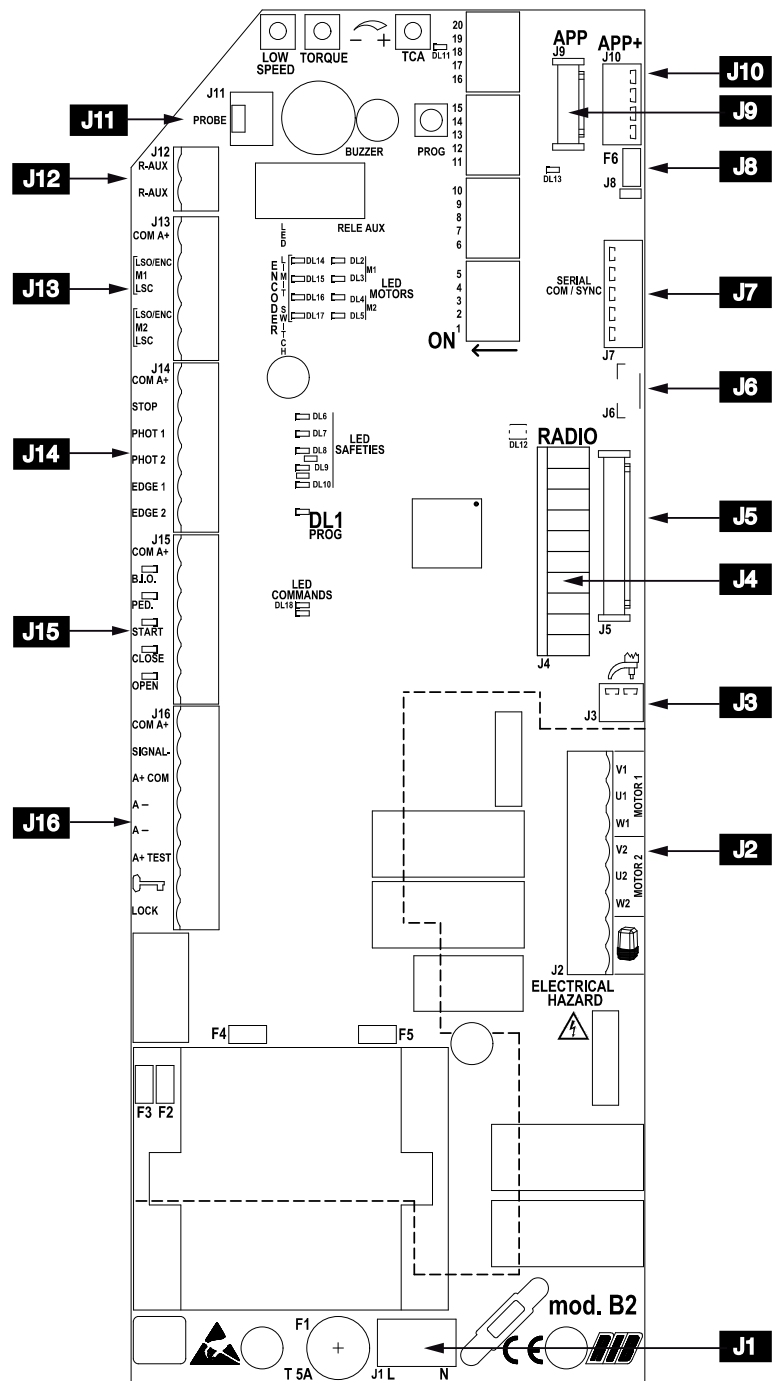 LOW SPEED
TORQUE
− +
TCA
DL11
20
19
18
17
16
APP
J9
APP+
J10
J10
J9
J11
J11
PROBE
BUZZER
PROG
15
14
13
12
11
F6
J8
J8
DL13
J12
J12
R-AUX
R-AUX
RELE AUX
10
9
8
7
6
J13
J13
COM A+
LSO/ENC
M1
LSC
LSO/ENC
M2
LSC
LED
ENCODER
LIMIT SWITCH
DL14
DL15
DL16
DL17
DL2
DL3
DL4
DL5
M1
M2
LED MOTORS
5
4
3
2
1
ON
SERIAL COM / SYNC
J7
J7
J6
J6
J14
J14
COM A+
STOP
PHOT 1
PHOT 2
EDGE 1
EDGE 2
DL6
DL7
DL8
DL9
DL10
LED SAFETIES
DL1
PROG
DL12
RADIO
J5
J5
J4
J4
J15
J15
COM A+
B.I.O.
PED.
START
CLOSE
OPEN
LED COMMANDS
DL18
J3
J3
J16
J16
COM A+
SIGNAL-
A+ COM
A −
A −
A+ TEST
LOCK
V1
U1
W1
MOTOR 1
V2
U2
W2
MOTOR 2
J2
J2
ELECTRICAL HAZARD
F4
F5
F3
F2
F1
T 5A
J1 L
N
mod. B2
CE
J1